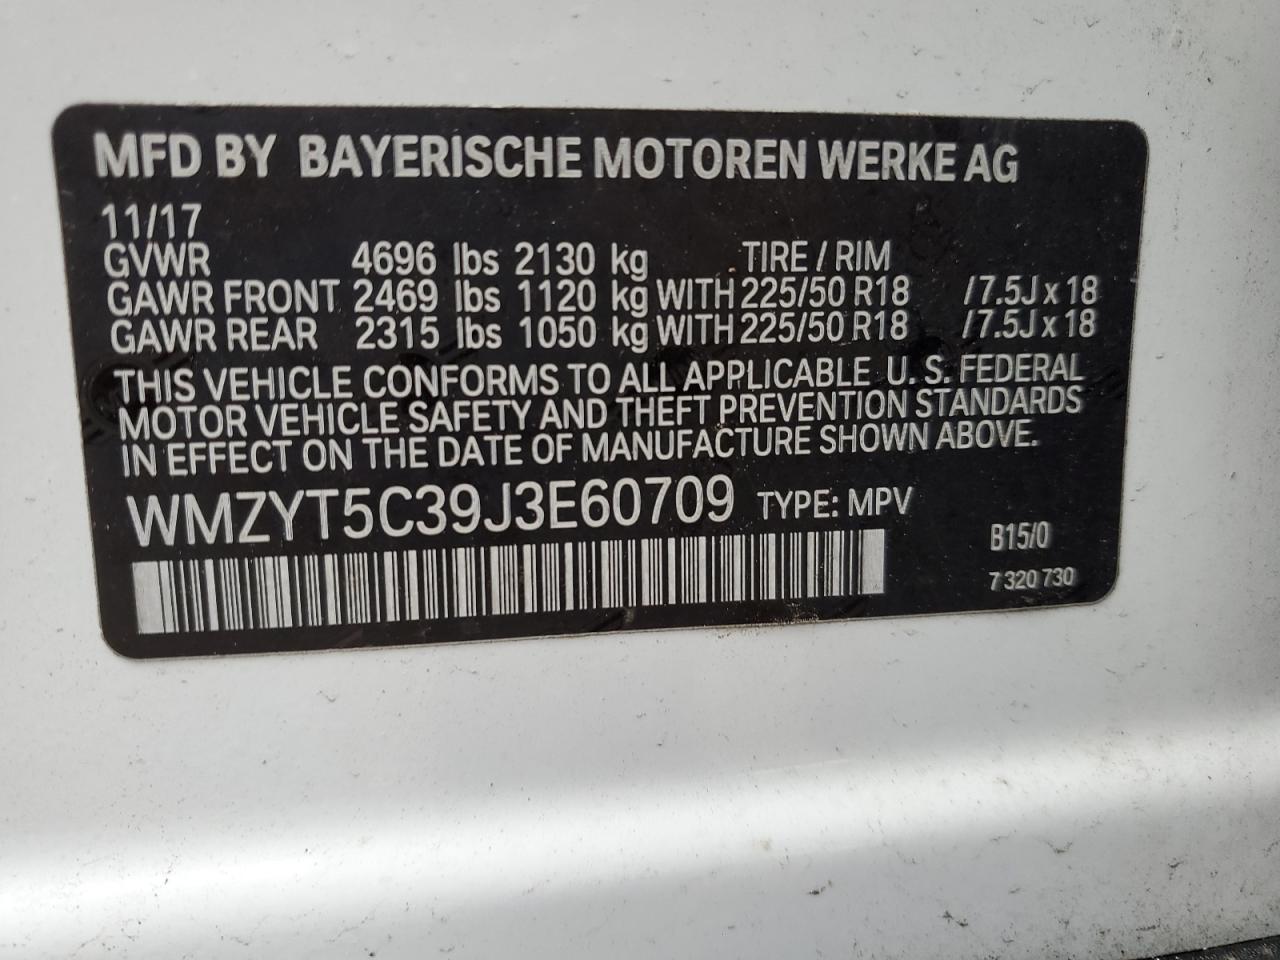 MFD BY BAYERISCHE MOTOREN WERKE AG
11/17
GVWR 4696 lbs 2130 kg TIRE / RIM
GAWR FRONT 2469 lbs 1120 kg WITH 225/50 R18 /7.5J x 18
GAWR REAR 2315 lbs 1050 kg WITH 225/50 R18 /7.5J x 18
THIS VEHICLE CONFORMS TO ALL APPLICABLE U. S. FEDERAL
MOTOR VEHICLE SAFETY AND THEFT PREVENTION STANDARDS
IN EFFECT ON THE DATE OF MANUFACTURE SHOWN ABOVE.
WMZYT5C39J3E60709 TYPE: MPV
B15/0
7 320 730